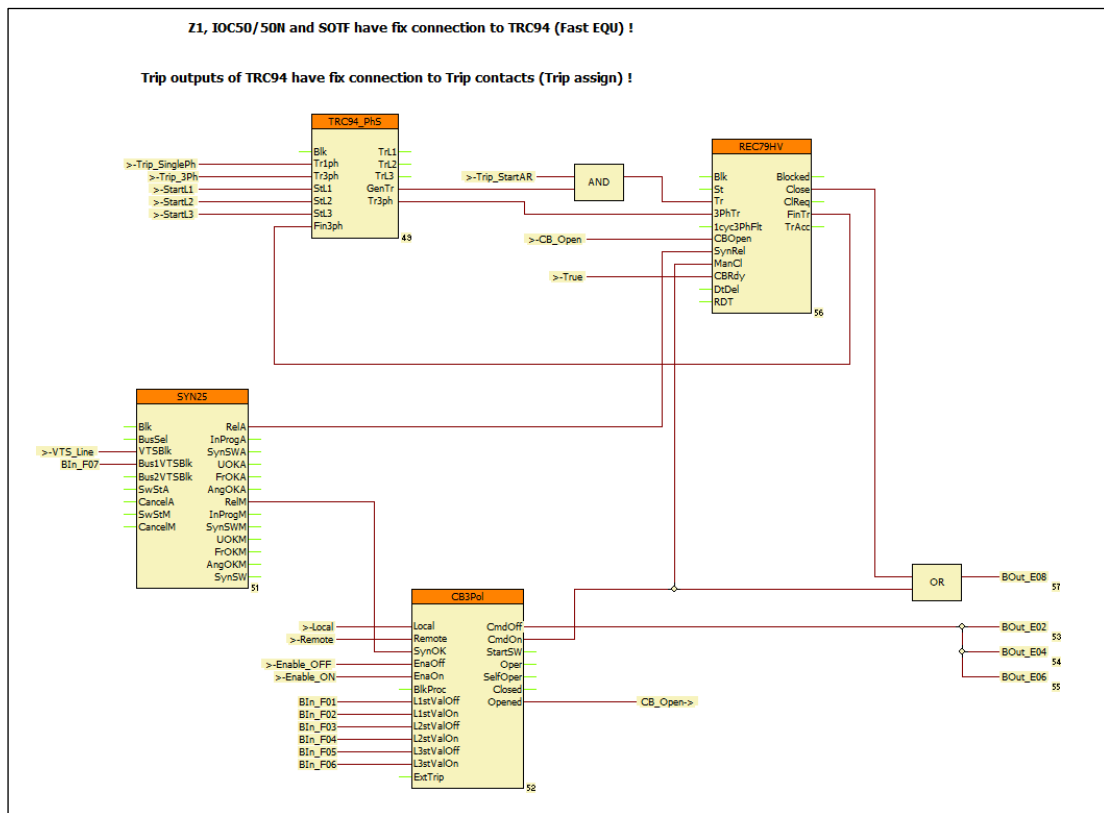 Z1, IOC50/50N and SOTF have fix connection to TRC94 (Fast EQU) !
Trip outputs of TRC94 have fix connection to Trip contacts (Trip assign) !
TRC94_PhS
Blk TrL1
>-Trip_SinglePh Tr1ph TrL2
>-Trip_3Ph Tr3ph TrL3
>-StartL1 StL1 GenTr
>-StartL2 StL2 Tr3ph
>-StartL3 StL3
Fin3ph
49
>-Trip_StartAR
AND
REC79HV
Blk Blocked
St Close
Tr ClReq
3PhTr FinTr
1cyc3PhFlt TrAcc
>-CB_Open CBOpen
SynRel
ManCl
>-True CBRdy
DtDel
RDT
56
SYN25
Blk RelA
BusSel InProgA
>-VTS_Line VTSBlk SynSWA
BIn_F07 Bus1VTSBlk UOKA
Bus2VTSBlk FrOKA
SwStA AngOKA
CancelA RelM
SwStM InProgM
CancelM SynSWM
UOKM
FrOKM
AngOKM
SynSW
51
CB3Pol
>-Local Local CmdOff
>-Remote Remote CmdOn
SynOK StartSW
>-Enable_OFF EnaOff Oper
>-Enable_ON EnaOn SelfOper
BlkProc Closed
BIn_F01 L1stValOff Opened CB_Open->
BIn_F02 L1stValOn
BIn_F03 L2stValOff
BIn_F04 L2stValOn
BIn_F05 L3stValOff
BIn_F06 L3stValOn
ExtTrip
52
OR
BOut_E08
57
BOut_E02
53
BOut_E04
54
BOut_E06
55